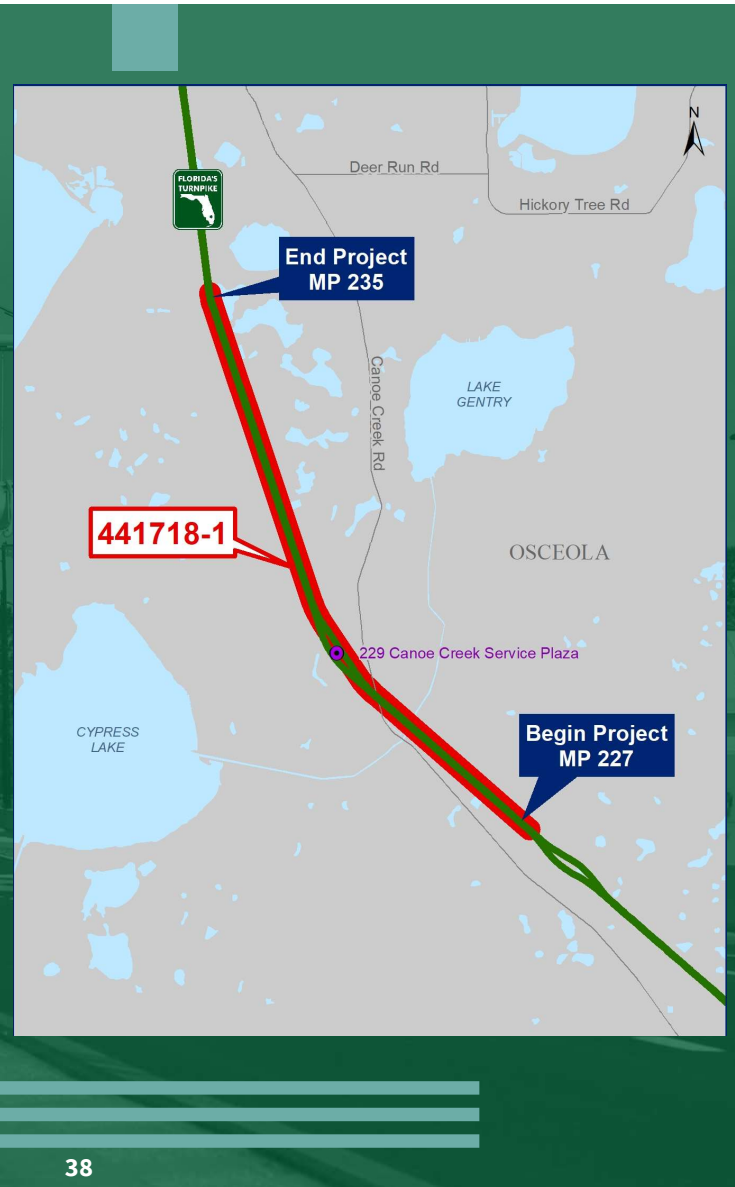 N
Deer Run Rd
FLORIDA'S
TURNPIKE
Hickory Tree Rd
End Project
MP 235
Canoe Creek Rd
LAKE
GENTRY
441718-1
OSCEOLA
229 Canoe Creek Service Plaza
CYPRESS
LAKE
Begin Project
MP 227
38